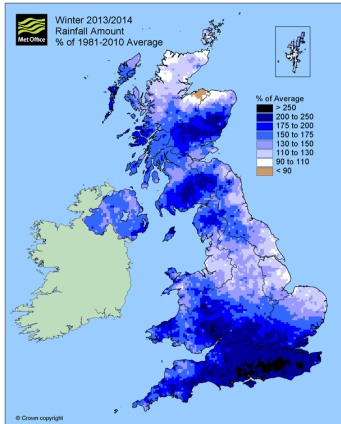 Met Office
Winter 2013/2014
Rainfall Amount
% of 1981-2010 Average
% of Average
> 250
200 to 250
175 to 200
150 to 175
130 to 150
110 to 130
90 to 110
< 90
© Crown copyright